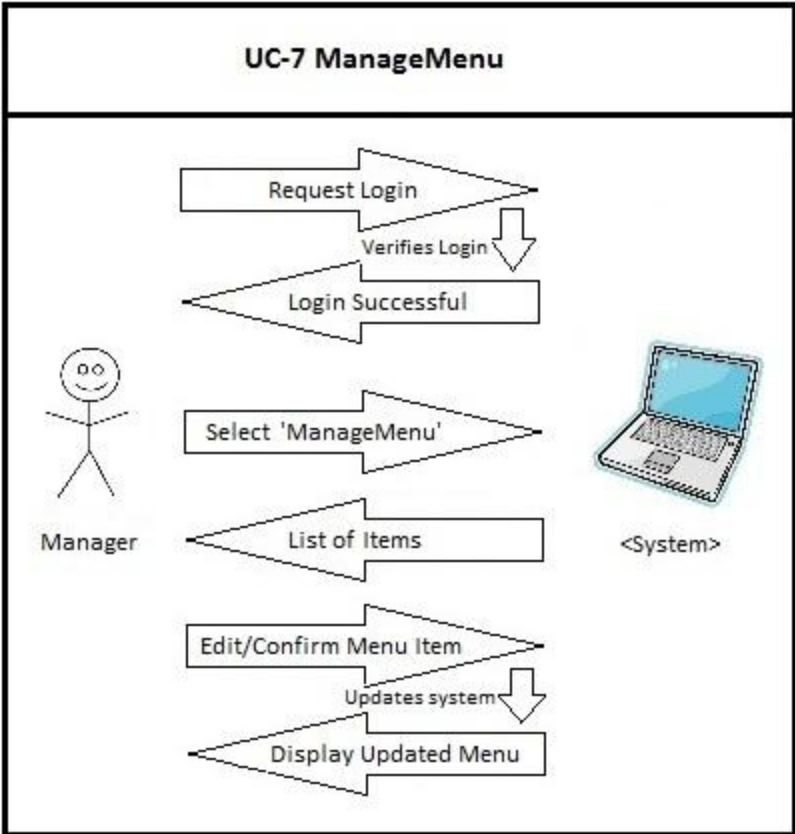 UC-7 ManageMenu
Request Login
Verifies Login
Login Successful
Select 'ManageMenu'
Manager
List of Items
<System>
Edit/Confirm Menu Item
Updates system
Display Updated Menu